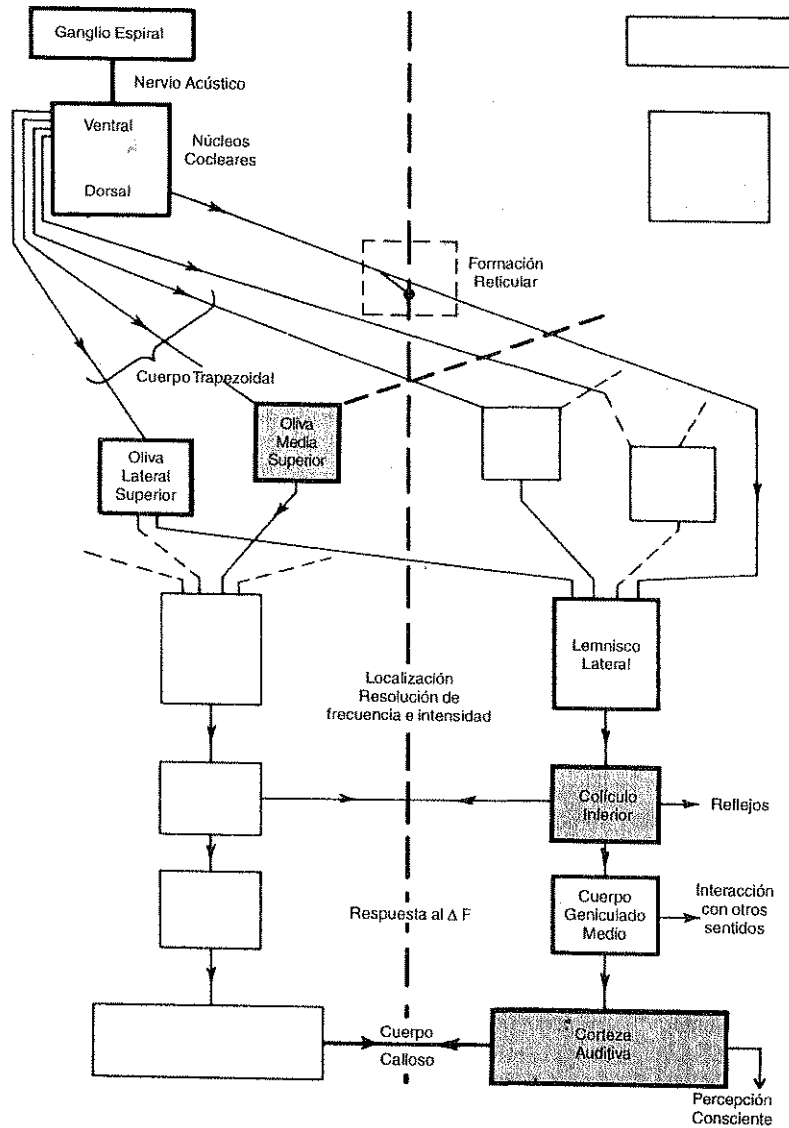 Ganglio Espiral
Nervio Acústico
Ventral
Núcleos
Cocleares
Dorsal
Formación
Reticular
Cuerpo Trapezoidal
Oliva
Media
Superior
Oliva
Lateral
Superior
Lemnisco
Lateral
Localización
Resolución de
frecuencia e intensidad
Colículo
Inferior
Reflejos
Cuerpo
Geniculado
Medio
Interacción
con otros
sentidos
Respuesta al Δ F
Cuerpo
Calloso
Corteza
Auditiva
Percepción
Consciente